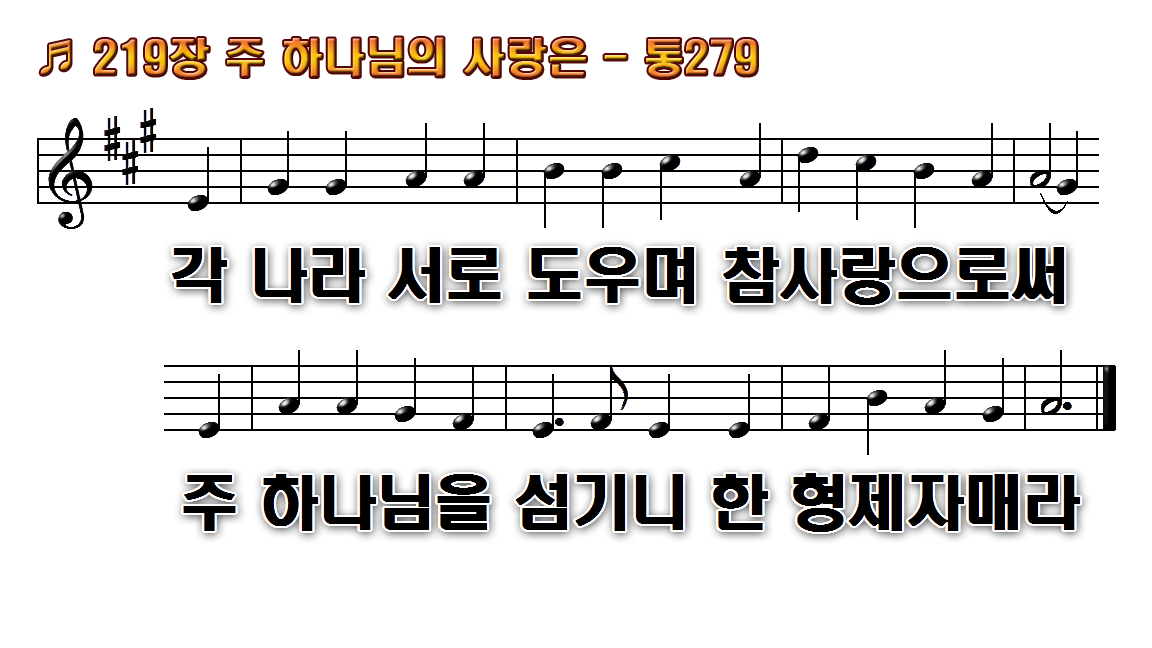 ♬ 219장 주 하나님의 사랑은 - 통279
각 나라 서로 도우며 참사랑으로써
주 하나님을 섬기니 한 형제자매라